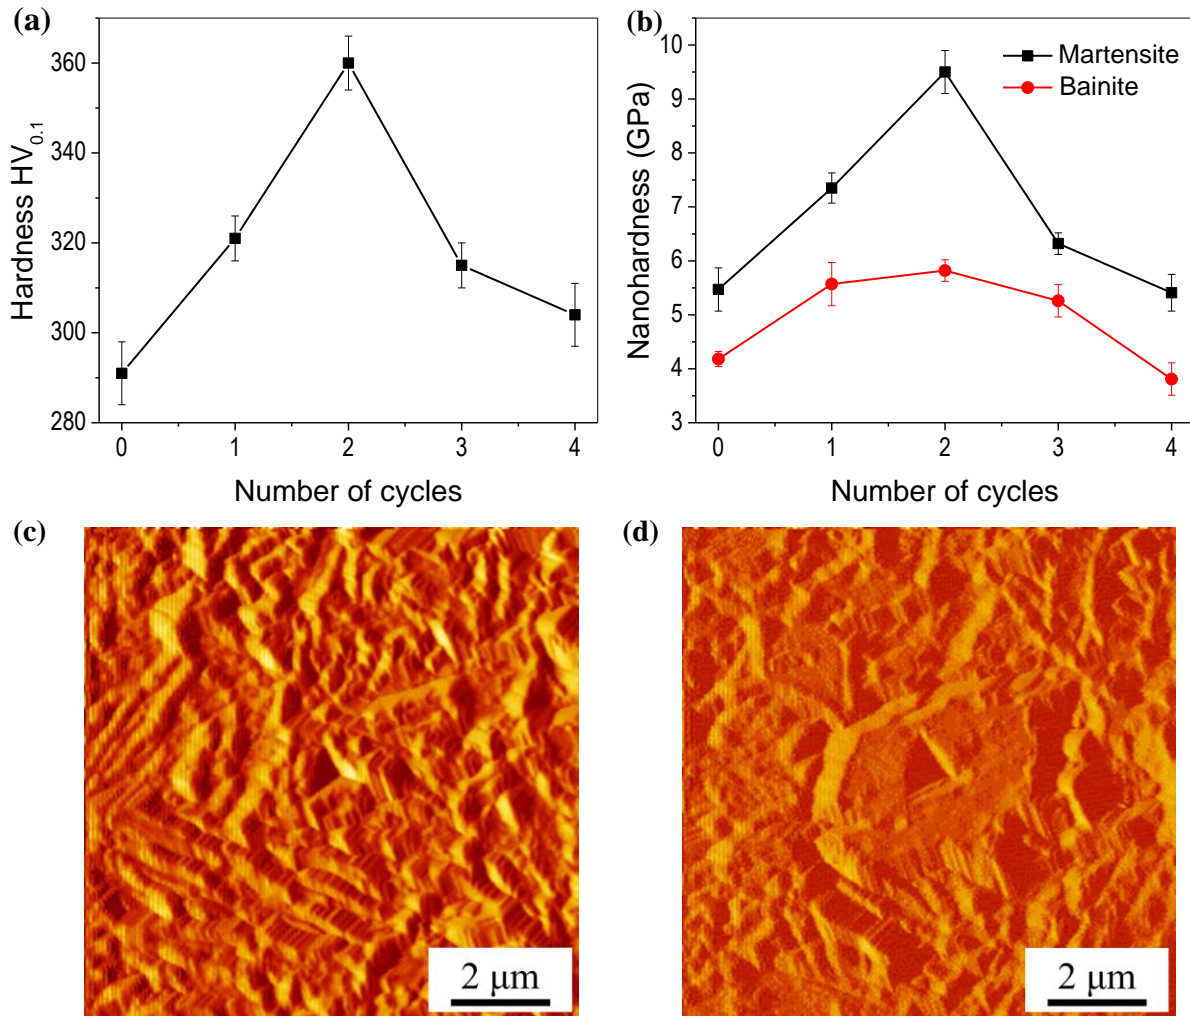 (a)
360
340
320
300
280
Hardness HV0.1
0 1 2 3 4
Number of cycles
(b)
10
9
8
7
6
5
4
3
Nanohardness (GPa)
Martensite
Bainite
0 1 2 3 4
Number of cycles
(c)
2 μm
(d)
2 μm